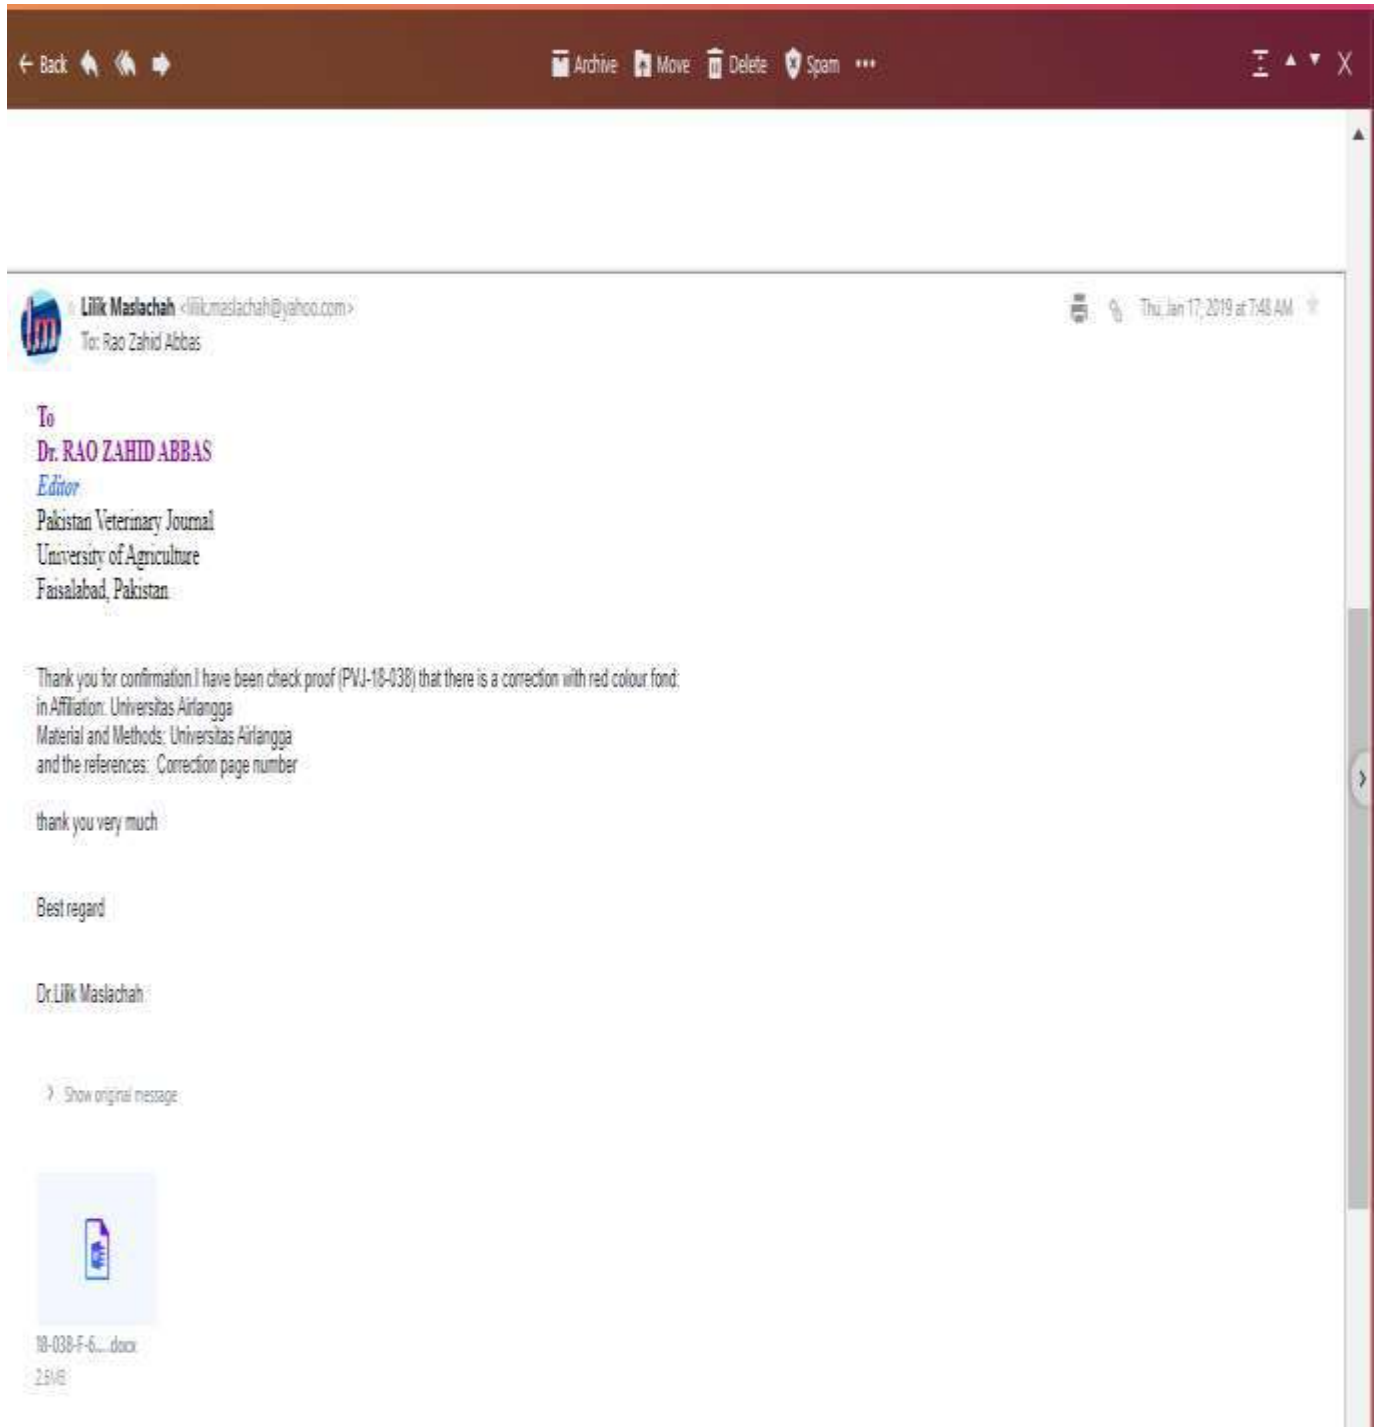 ← Back
Archive Move Delete Spam •••
X
Lilik Maslachah <lilik.maslachah@yahoo.com>
Thu, Jan 17, 2019 at 7:48 AM
To: Rao Zahid Abbas
lm
To
Dr. RAO ZAHID ABBAS
Editor
Pakistan Veterinary Journal
University of Agriculture
Faisalabad, Pakistan
Thank you for confirmation.I have been check proof (PVJ-18-038) that there is a correction with red colour fond:
in Affiliation: Universitas Airlangga
Material and Methods: Universitas Airlangga
and the references: Correction page number
thank you very much
Best regard
Dr.Lilik Maslachah
> Show original message
18-038-F-6.....docx
2.6MB